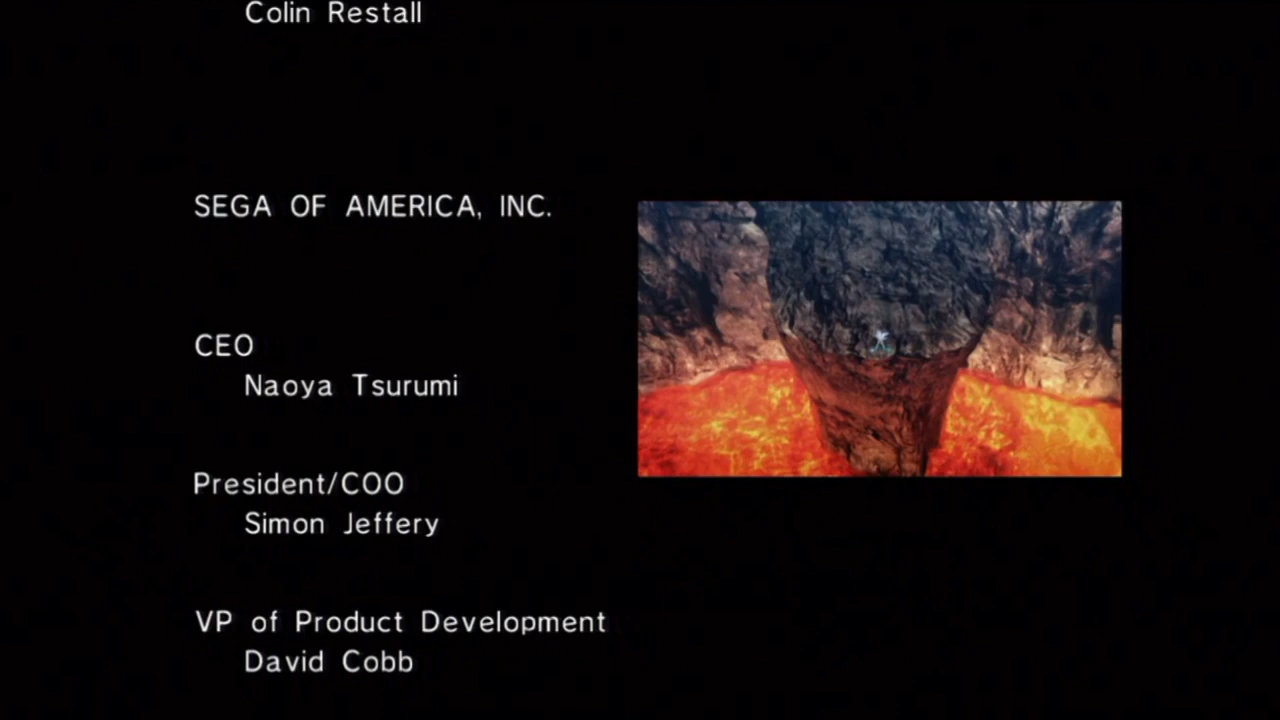 Colin Restall
SEGA OF AMERICA, INC.
CEO
Naoya Tsurumi
President/COO
Simon Jeffery
VP of Product Development
David Cobb